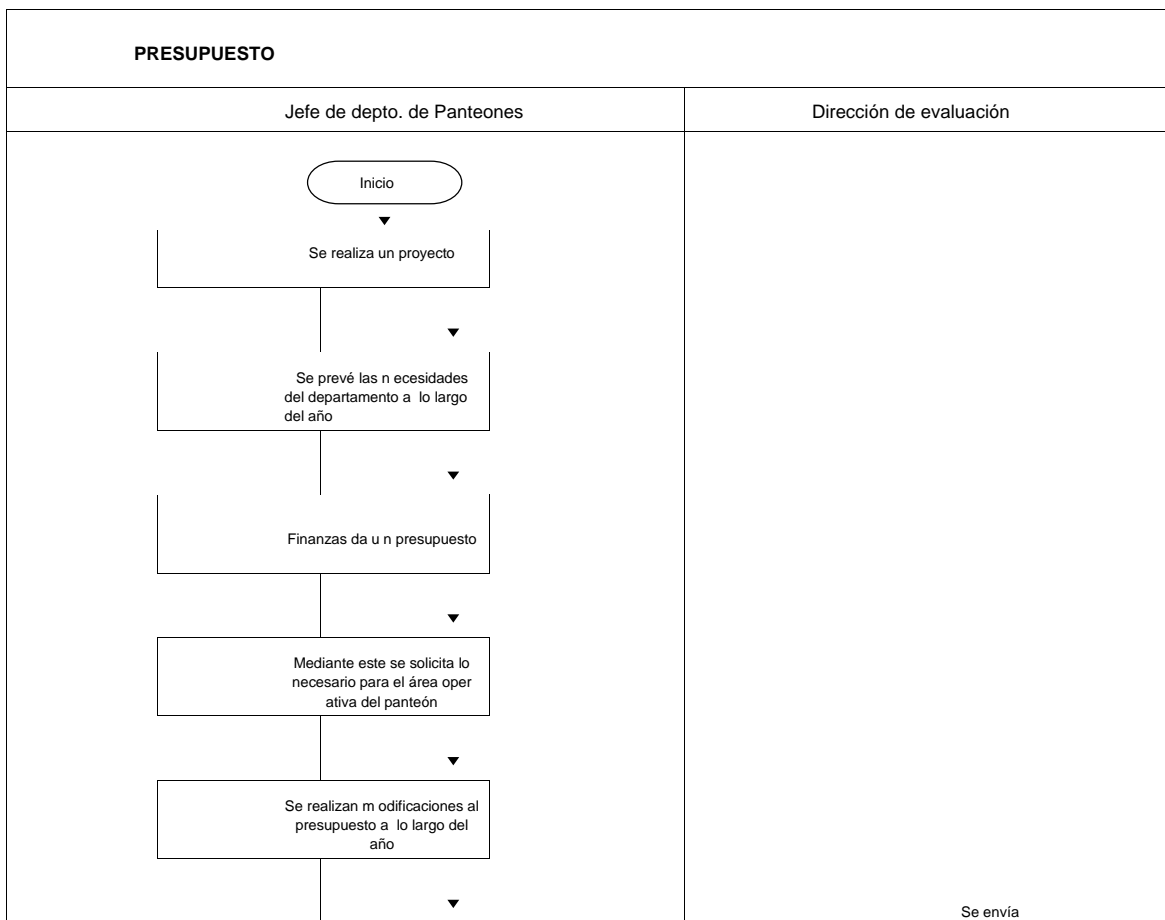 PRESUPUESTO
Jefe de depto. de Panteones
Dirección de evaluación
Inicio
Se realiza un proyecto
Se prevé las n ecesidades
del departamento a lo largo
del año
Finanzas da u n presupuesto
Mediante este se solicita lo
necesario para el área oper
ativa del panteón
Se realizan m odificaciones al
presupuesto a lo largo del
año
Se envía